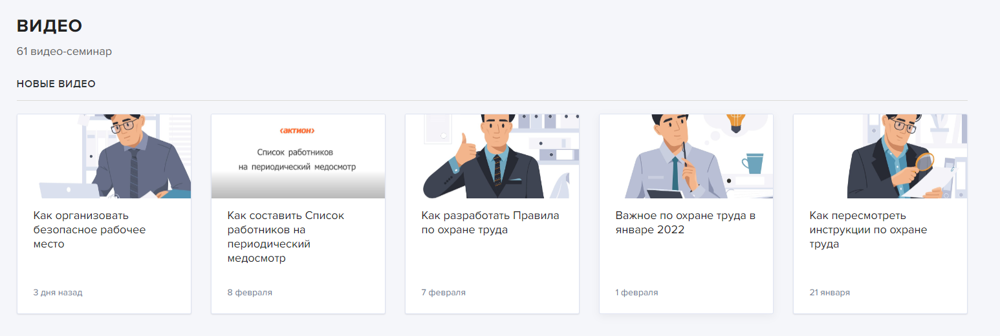 ВИДЕО
61 видео-семинар
НОВЫЕ ВИДЕО
‹актион›
Список работников
на периодический медосмотр
Как организовать
безопасное рабочее
место
3 дня назад
Как составить Список
работников на
периодический
медосмотр
8 февраля
Как разработать Правила
по охране труда
7 февраля
Важное по охране труда в
январе 2022
1 февраля
Как пересмотреть
инструкции по охране
труда
21 января